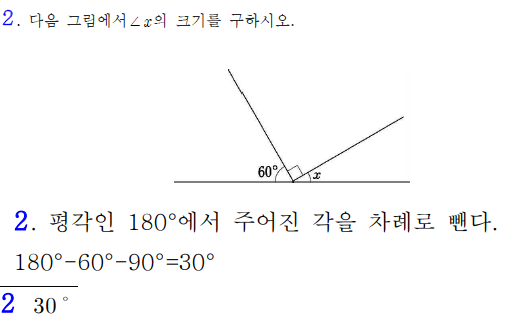 2. 다음 그림에서∠x의 크기를 구하시오.
60° x
2. 평각인 180°에서 주어진 각을 차례로 뺀다.
180°-60°-90°=30°
2 30°